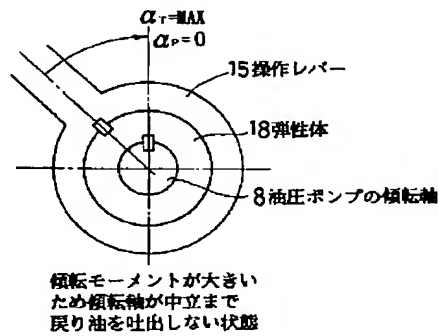 α_T=MAX
α_P=0
15操作レバー
18弾性体
8油圧ポンプの傾転軸
傾転モーメントが大きい
ため傾転軸が中立まで
戻り油を吐出しない状態